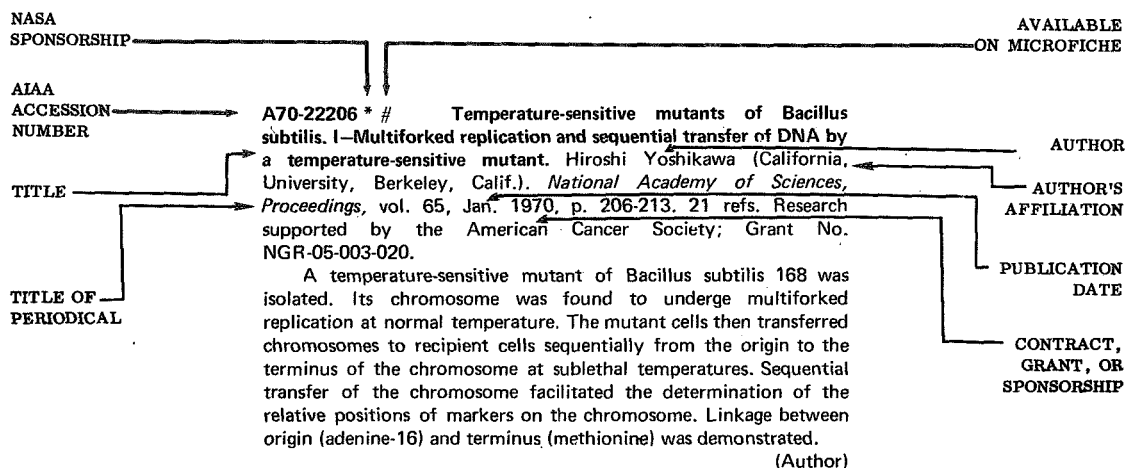 NASA
SPONSORSHIP
AVAILABLE
ON MICROFICHE
AIAA
ACCESSION
NUMBER
TITLE
TITLE OF
PERIODICAL
A70-22206 * # Temperature-sensitive mutants of Bacillus
subtilis. I—Multiforked replication and sequential transfer of DNA by
a temperature-sensitive mutant. Hiroshi Yoshikawa (California,
University, Berkeley, Calif.). National Academy of Sciences,
Proceedings, vol. 65, Jan. 1970, p. 206-213. 21 refs. Research
supported by the American Cancer Society; Grant No.
NGR-05-003-020.
A temperature-sensitive mutant of Bacillus subtilis 168 was
isolated. Its chromosome was found to underge multiforked
replication at normal temperature. The mutant cells then transferred
chromosomes to recipient cells sequentially from the origin to the
terminus of the chromosome at sublethal temperatures. Sequential
transfer of the chromosome facilitated the determination of the
relative positions of markers on the chromosome. Linkage between
origin (adenine-16) and terminus (methionine) was demonstrated.
(Author)
AUTHOR
AUTHOR'S
AFFILIATION
PUBLICATION
DATE
CONTRACT,
GRANT, OR
SPONSORSHIP